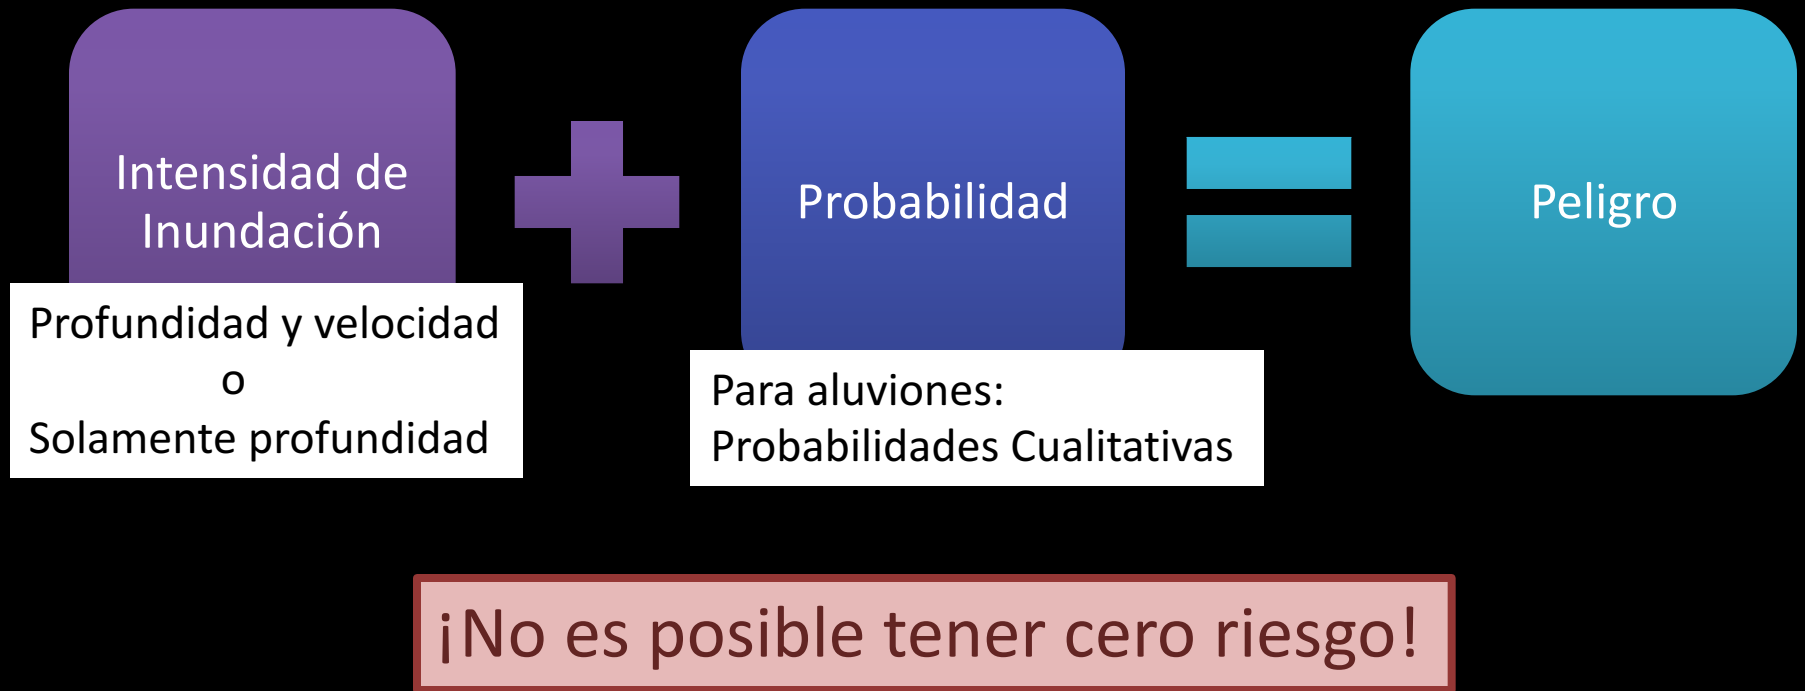 Intensidad de
Inundación
Profundidad y velocidad
o
Solamente profundidad
Probabilidad
Para aluviones:
Probabilidades Cualitativas
Peligro
¡No es posible tener cero riesgo!